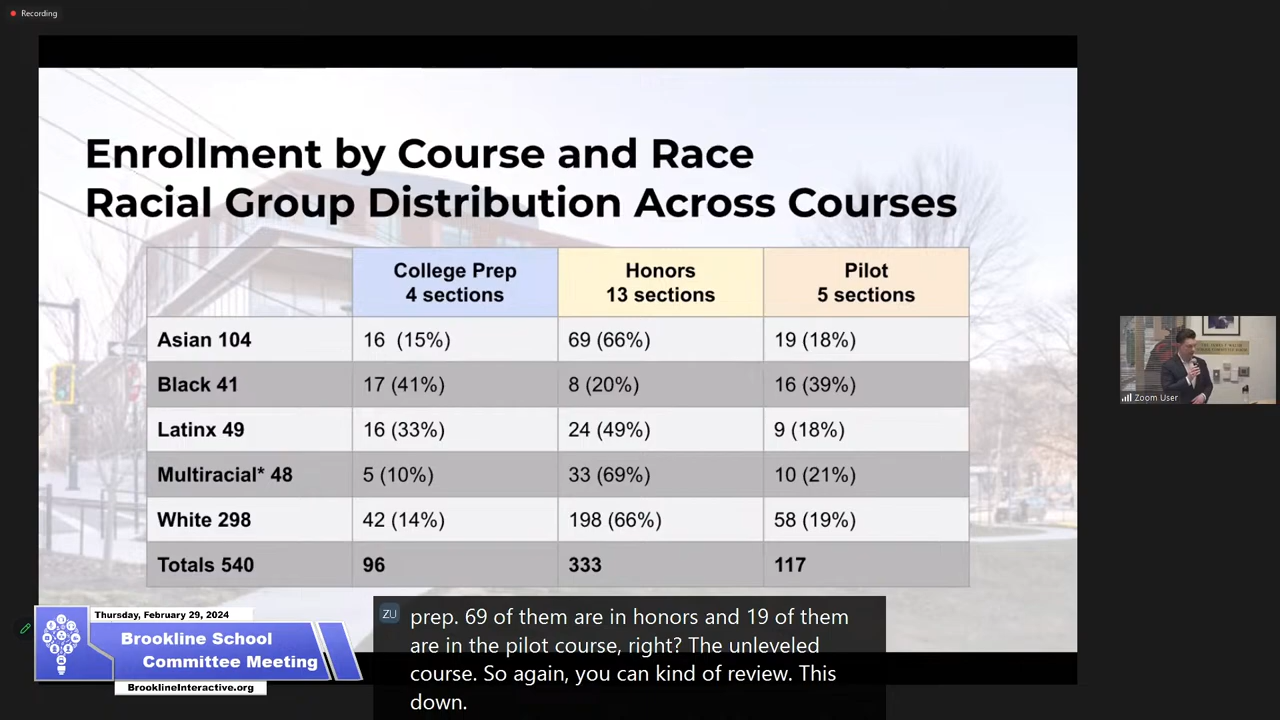 Recording
Enrollment by Course and Race
Racial Group Distribution Across Courses
College Prep
4 sections
Honors
13 sections
Pilot
5 sections
Asian 104 16 (15%) 69 (66%) 19 (18%)
Black 41 17 (41%) 8 (20%) 16 (39%)
Latinx 49 16 (33%) 24 (49%) 9 (18%)
Multiracial* 48 5 (10%) 33 (69%) 10 (21%)
White 298 42 (14%) 198 (66%) 58 (19%)
Totals 540 96 333 117
Zoom User
Thursday, February 29, 2024
Brookline School
Committee Meeting
BrooklineInteractive.org
ZU
prep. 69 of them are in honors and 19 of them
are in the pilot course, right? The unleveled
course. So again, you can kind of review. This
down.